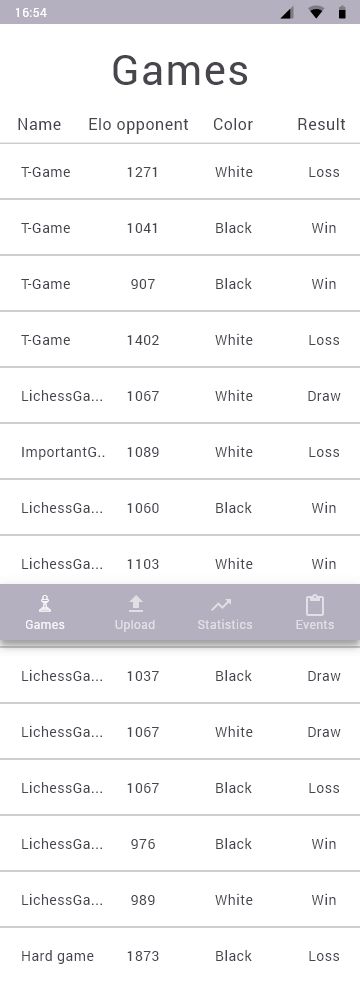 16:54
Games
Name Elo opponent Color Result
T-Game 1271 White Loss
T-Game 1041 Black Win
T-Game 907 Black Win
T-Game 1402 White Loss
LichessGa... 1067 White Draw
ImportantG.. 1089 White Loss
LichessGa... 1060 Black Win
LichessGa... 1103 White Win
Games Upload Statistics Events
LichessGa... 1037 Black Draw
LichessGa... 1067 White Draw
LichessGa... 1067 Black Loss
LichessGa... 976 Black Win
LichessGa... 989 White Win
Hard game 1873 Black Loss